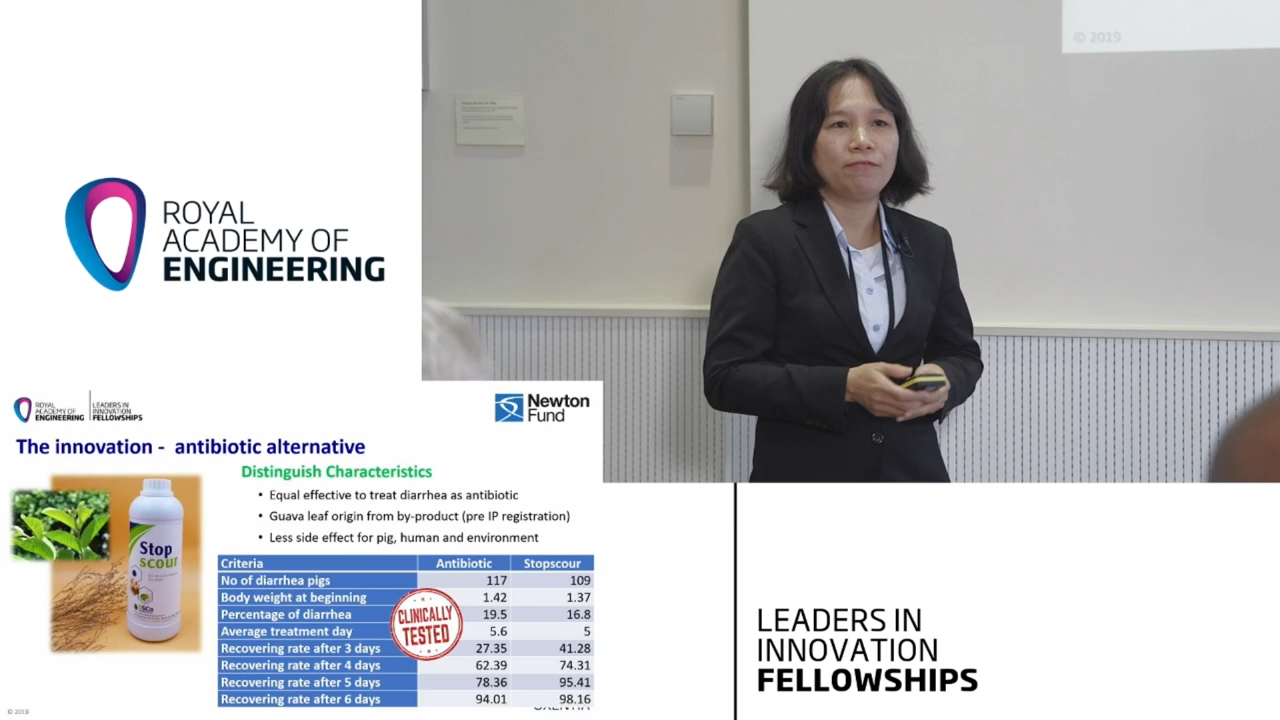 © 2019
ROYAL
ACADEMY OF
ENGINEERING
ROYAL
ACADEMY OF
ENGINEERING
LEADERS IN
INNOVATION
FELLOWSHIPS
Newton
Fund
The innovation - antibiotic alternative
Distinguish Characteristics
• Equal effective to treat diarrhea as antibiotic
• Guava leaf origin from by-product (pre IP registration)
• Less side effect for pig, human and environment
Stop
scour
Criteria Antibiotic Stopscour
No of diarrhea pigs 117 109
Body weight at beginning 1.42 1.37
Percentage of diarrhea 19.5 16.8
Average treatment day 5.6 5
Recovering rate after 3 days 27.35 41.28
Recovering rate after 4 days 62.39 74.31
Recovering rate after 5 days 78.36 95.41
Recovering rate after 6 days 94.01 98.16
CLINICALLY
TESTED
© 2019
LEADERS IN
INNOVATION
FELLOWSHIPS